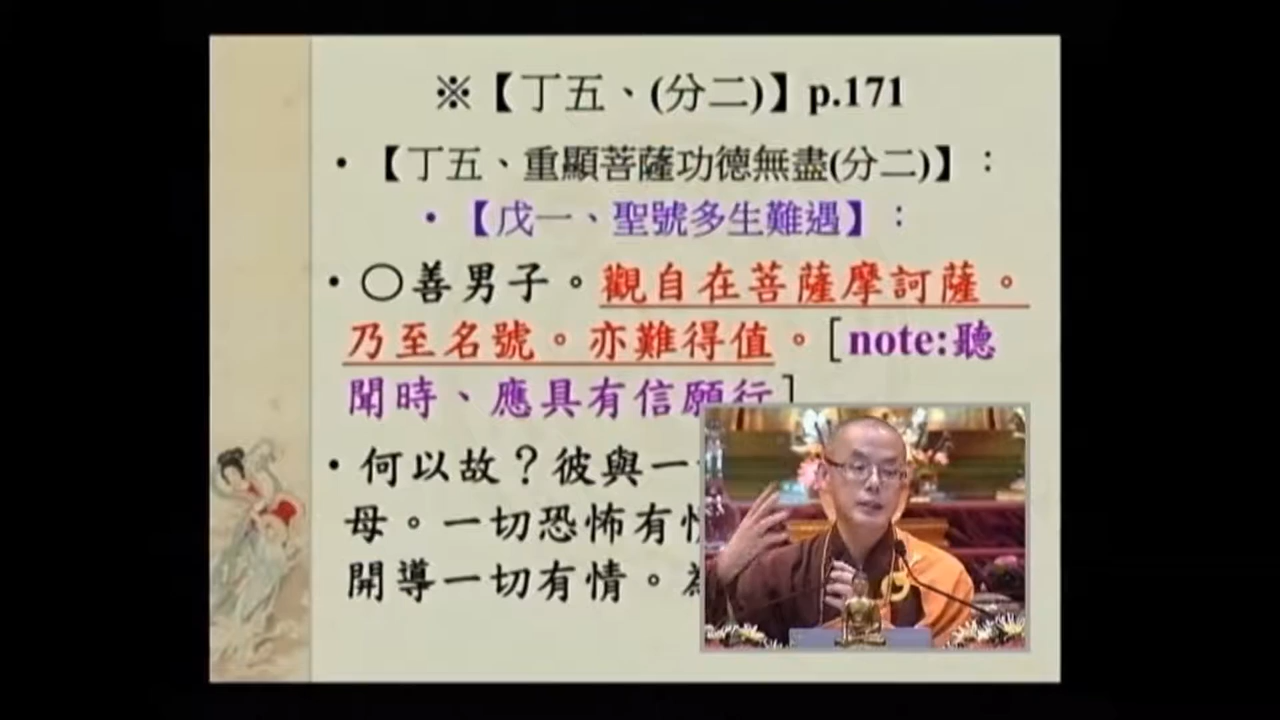 ※【丁五、(分二)】p.171
•【丁五、重顯菩薩功德無盡(分二)】：
•【戊一、聖號多生難遇】：
•〇善男子。觀自在菩薩摩訶薩。
乃至名號。亦難得值。[note:聽
聞時、應具有信願行]
•何以故？彼與一
母。一切恐怖有情
開導一切有情。為